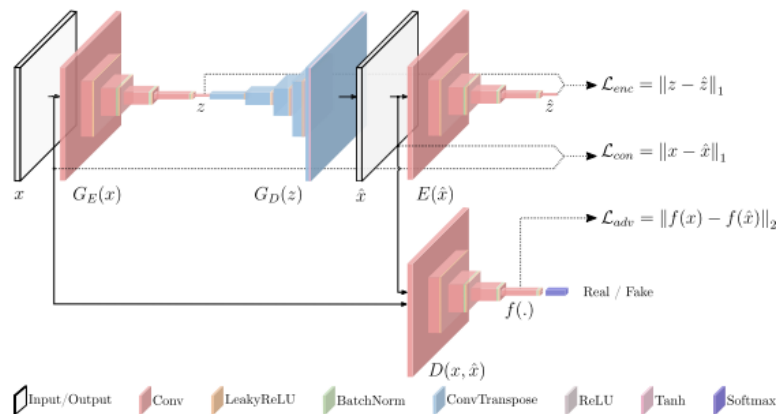 z
ẑ
ℒ_enc = ‖z − ẑ‖₁
ℒ_con = ‖x − x̂‖₁
x
G_E(x)
G_D(z)
x̂
E(x̂)
ℒ_adv = ‖f(x) − f(x̂)‖₂
f(.)
Real / Fake
D(x, x̂)
Input/Output Conv LeakyReLU BatchNorm ConvTranspose ReLU Tanh Softmax